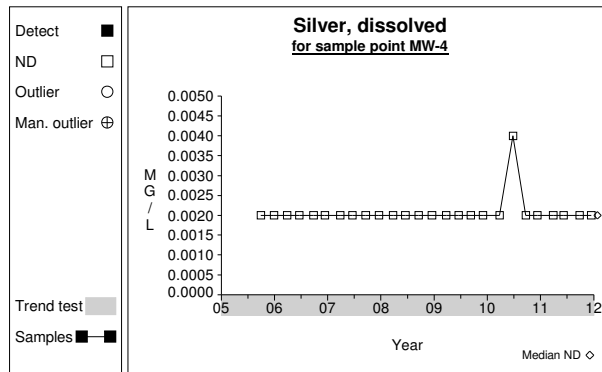 Detect
ND
Outlier
Man. outlier
Trend test
Samples
Silver, dissolved
for sample point MW-4
0.0050
0.0045
0.0040
0.0035
0.0030
0.0025
0.0020
0.0015
0.0010
0.0005
0.0000
M
G
/
L
05 06 07 08 09 10 11 12
Year
Median ND